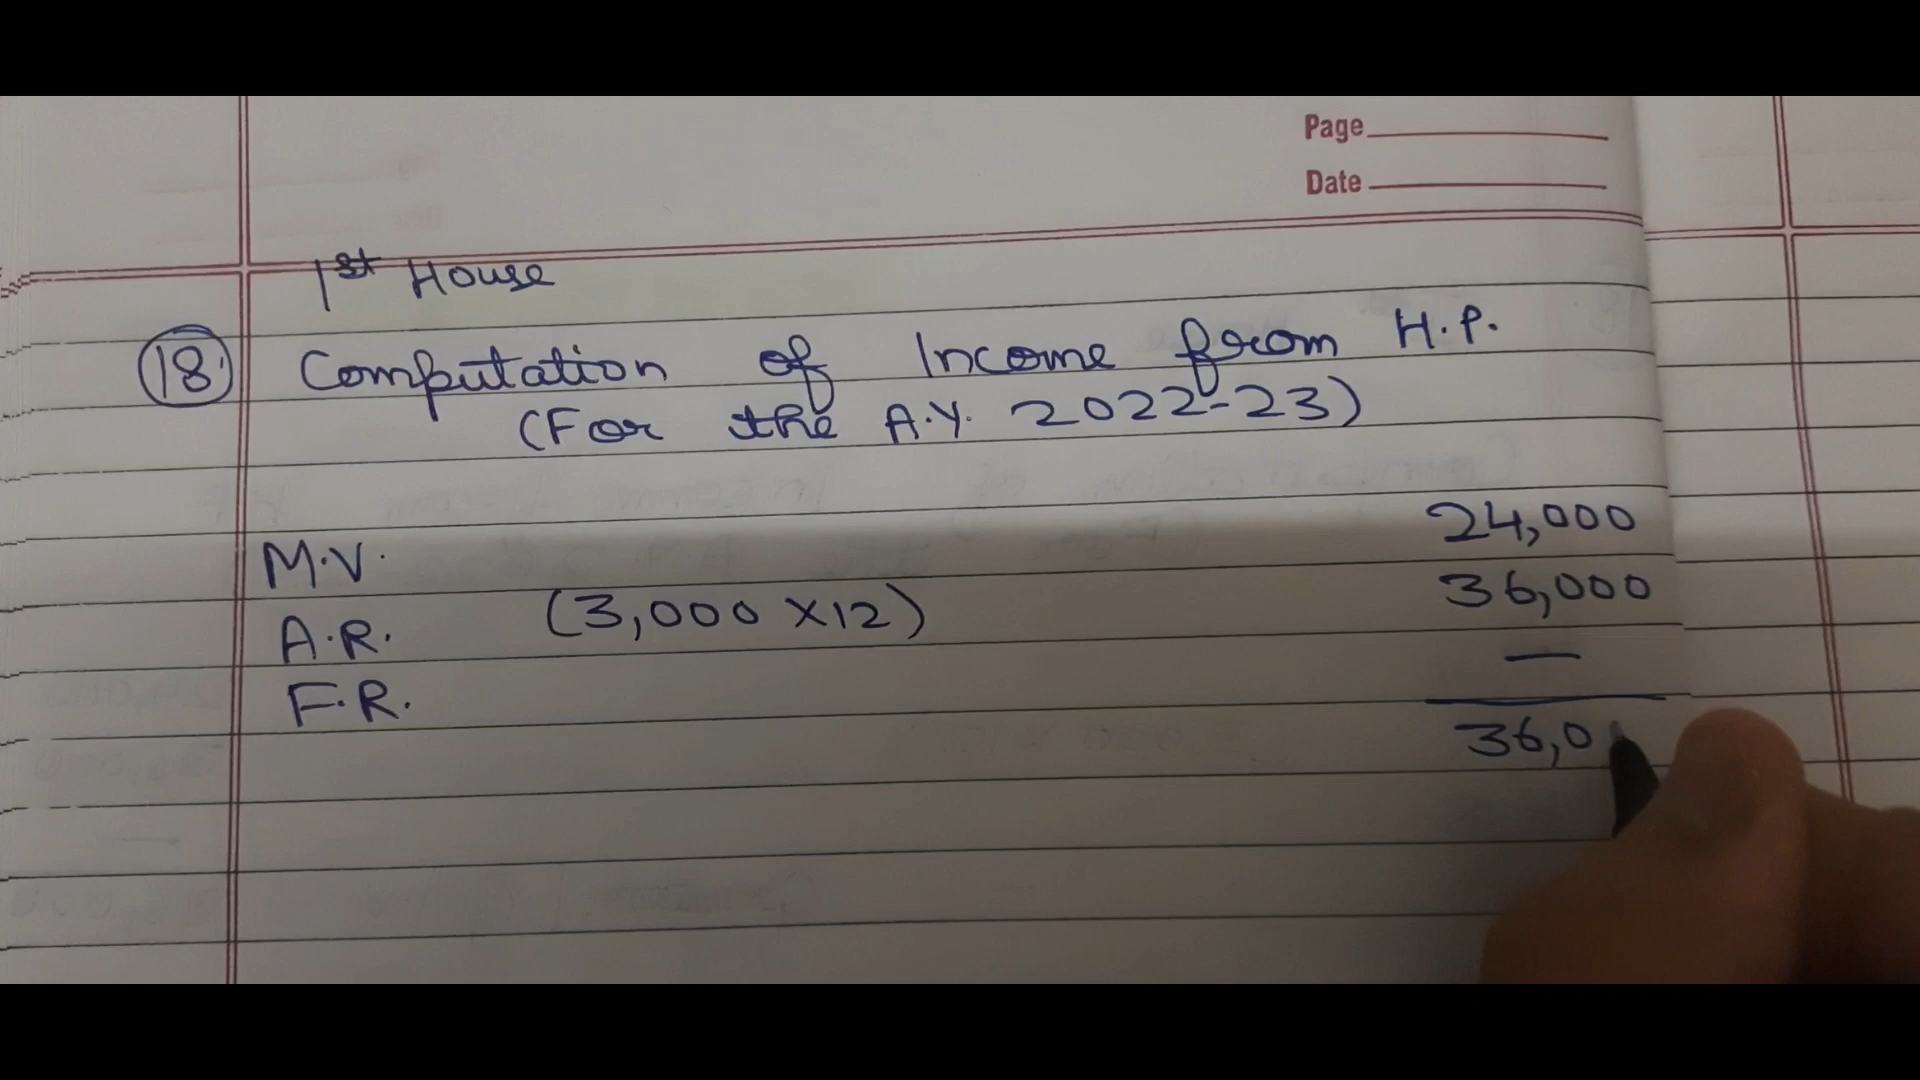 Page
Date
1st House
18. Computation of Income from H.P.
(For the A.Y. 2022-23)
M.V. 24,000
A.R. (3,000 x 12) 36,000
F.R. —
36,0